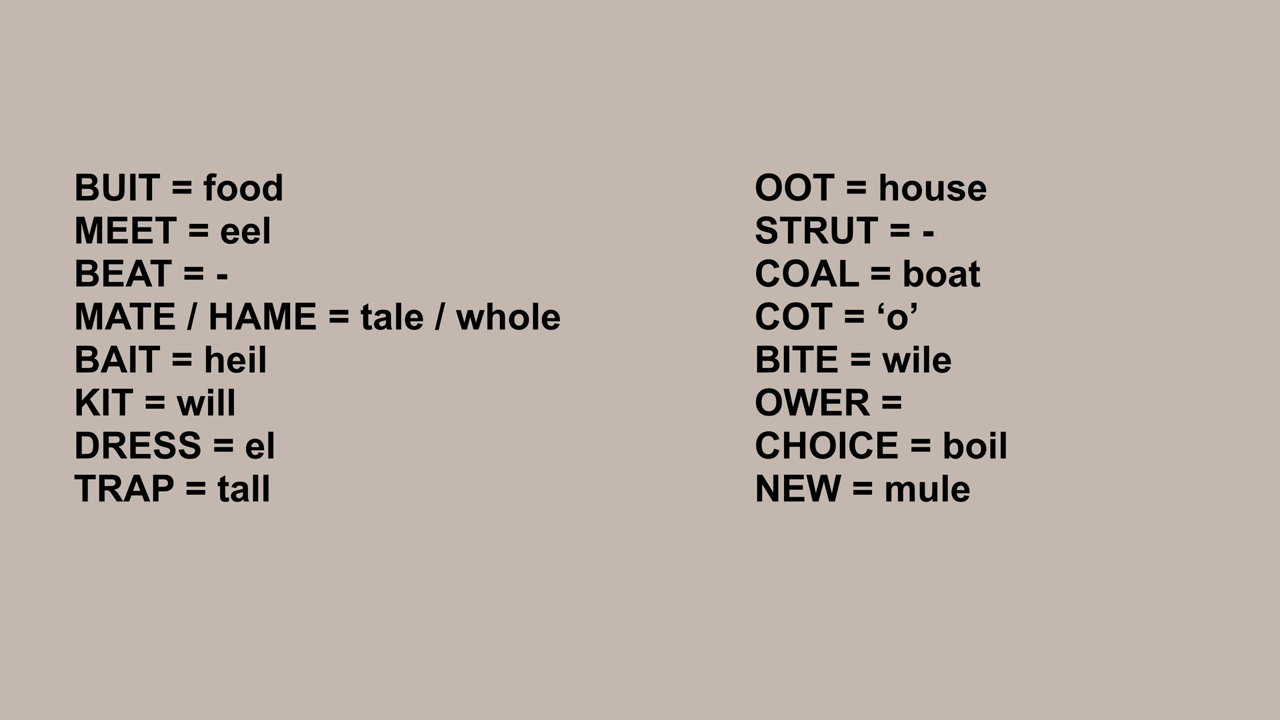 BUIT = food
MEET = eel
BEAT = -
MATE / HAME = tale / whole
BAIT = heil
KIT = will
DRESS = el
TRAP = tall
OOT = house
STRUT = -
COAL = boat
COT = ‘o’
BITE = wile
OWER =
CHOICE = boil
NEW = mule